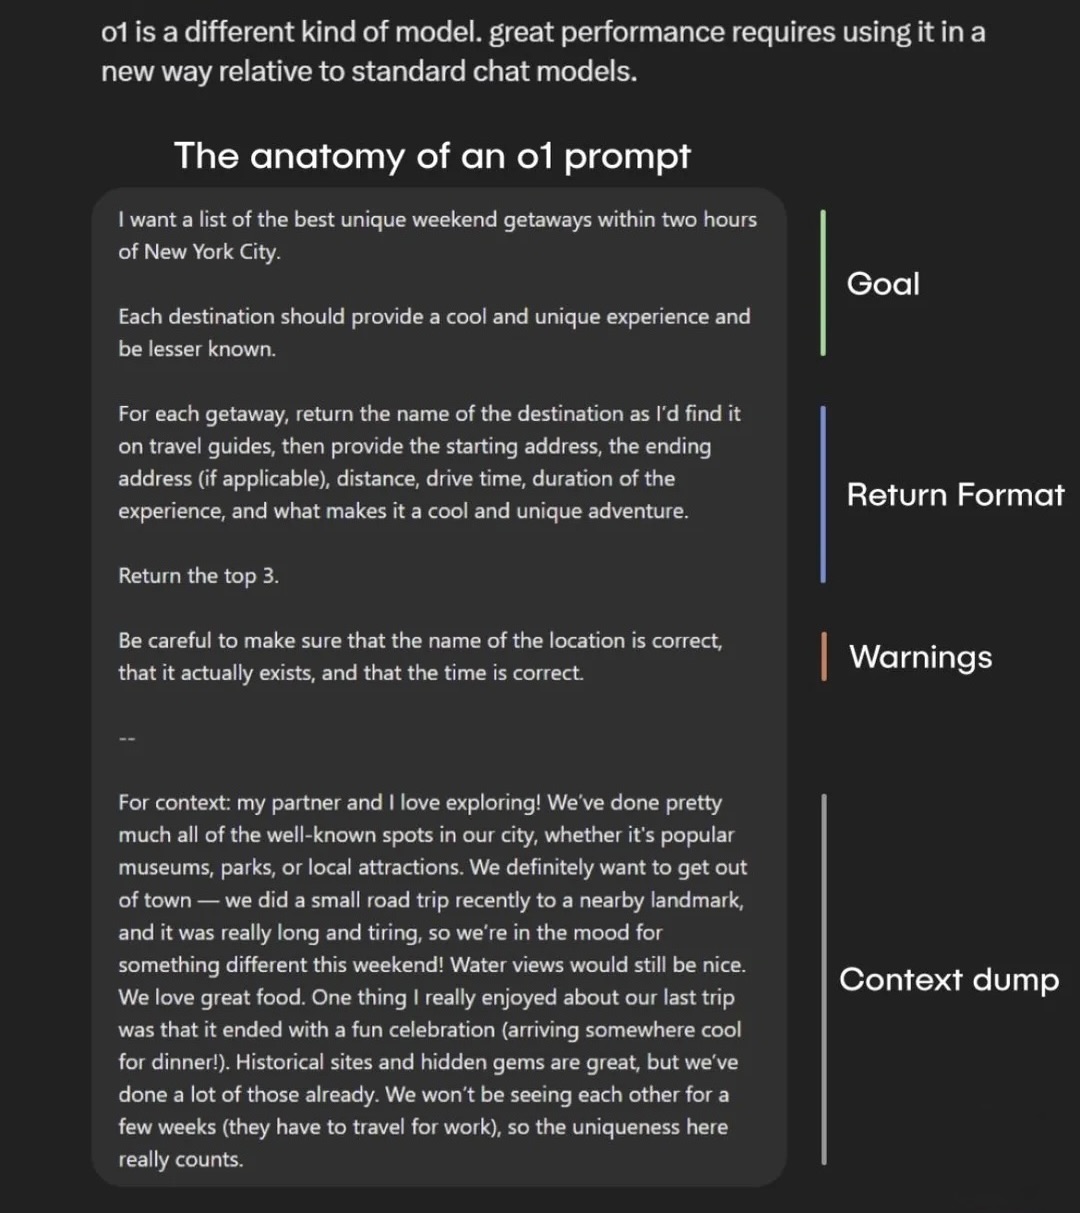 o1 is a different kind of model. great performance requires using it in a
new way relative to standard chat models.
The anatomy of an o1 prompt
I want a list of the best unique weekend getaways within two hours
of New York City.
Each destination should provide a cool and unique experience and
be lesser known.
Goal
For each getaway, return the name of the destination as I'd find it
on travel guides, then provide the starting address, the ending
address (if applicable), distance, drive time, duration of the
experience, and what makes it a cool and unique adventure.
Return the top 3.
Return Format
Be careful to make sure that the name of the location is correct,
that it actually exists, and that the time is correct.
Warnings
--
For context: my partner and I love exploring! We've done pretty
much all of the well-known spots in our city, whether it's popular
museums, parks, or local attractions. We definitely want to get out
of town — we did a small road trip recently to a nearby landmark,
and it was really long and tiring, so we're in the mood for
something different this weekend! Water views would still be nice.
We love great food. One thing I really enjoyed about our last trip
was that it ended with a fun celebration (arriving somewhere cool
for dinner!). Historical sites and hidden gems are great, but we've
done a lot of those already. We won't be seeing each other for a
few weeks (they have to travel for work), so the uniqueness here
really counts.
Context dump